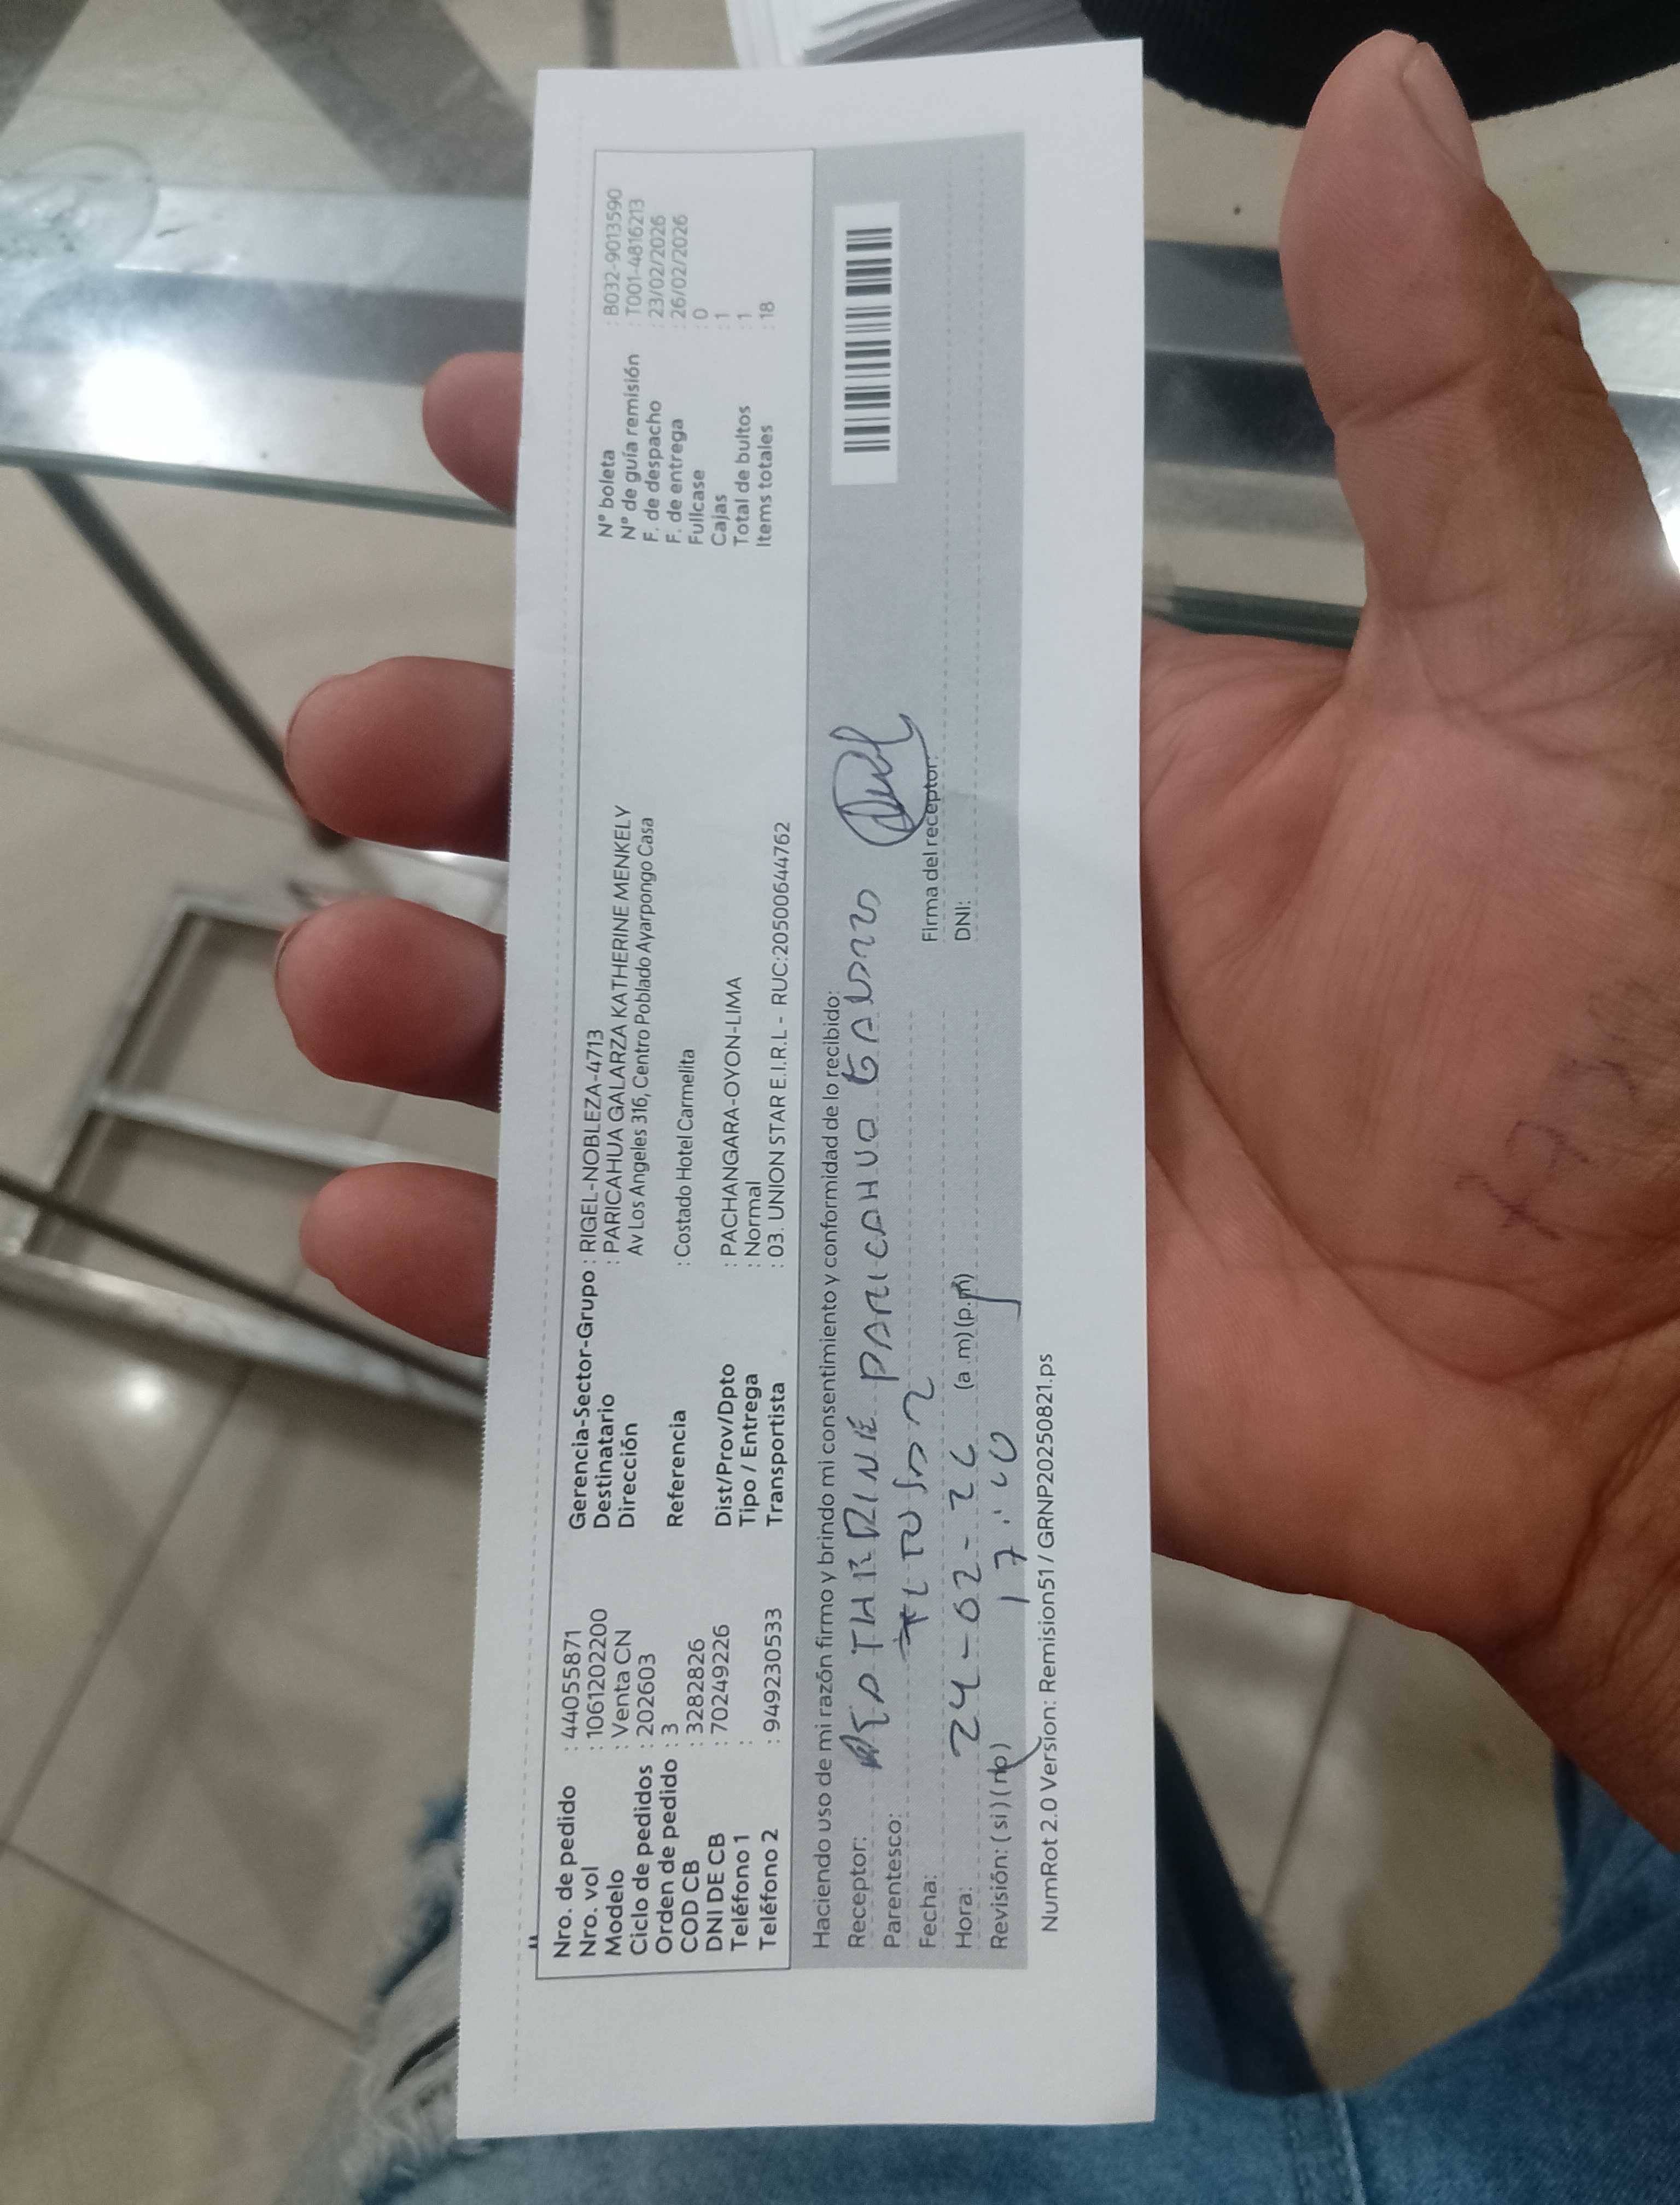 Nro. de pedido : 44055871
Nro. vol : 1061202200
Modelo : Venta CN
Ciclo de pedidos : 202603
Orden de pedido : 3
COD CB : 3282826
DNI DE CB : 70249226
Teléfono 1 :
Teléfono 2 : 949230533
Gerencia-Sector-Grupo : RIGEL-NOBLEZA-4713
Destinatario : PARICAHUA GALARZA KATHERINE MENKELY
Dirección Av Los Angeles 316, Centro Poblado Ayarpongo Casa
Referencia : Costado Hotel Carmelita
Dist/Prov/Dpto : PACHANGARA-OYON-LIMA
Tipo / Entrega : Normal
Transportista : 03. UNION STAR E.I.R.L - RUC:20500644762
N° boleta : B032-9013590
N° de guía remisión : T001-4816213
F. de despacho : 23/02/2026
F. de entrega : 26/02/2026
Fullcase : 0
Cajas : 1
Total de bultos : 1
Items totales : 18
Haciendo uso de mi razón firmo y brindo mi consentimiento y conformidad de lo recibido:
Receptor: KATHERINE PARICAHUA
Parentesco:
Fecha: 24-02-26
Hora: 17:40 (a.m) (p.m)
Revisión: (si) (no)
Firma del receptor:
DNI:
NumRot 2.0 Version: Remision51 / GRNP20250821.ps